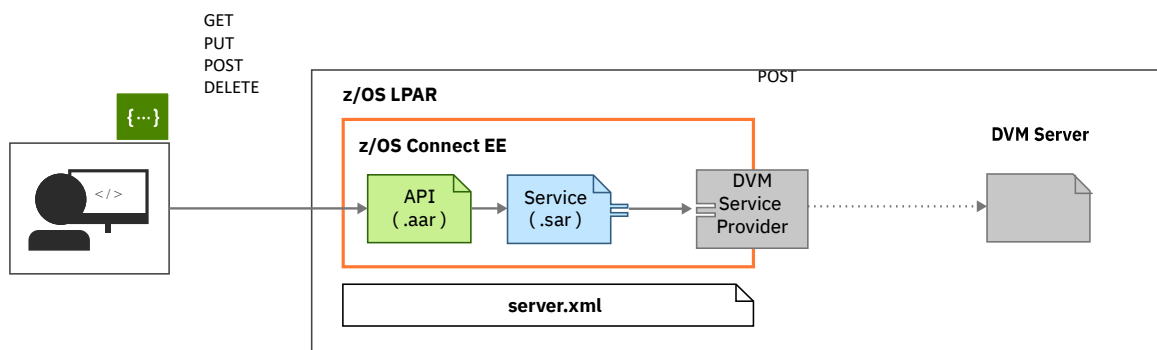 GET
PUT
POST
DELETE
POST
z/OS LPAR
{···}
z/OS Connect EE
DVM Server
</>
API
( .aar )
Service
( .sar )
DVM
Service
Provider
server.xml